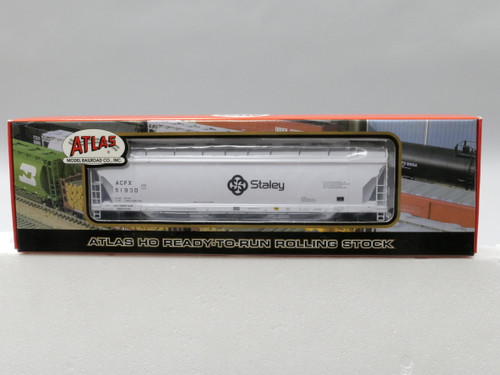 ATLAS
MODEL RAILROAD CO., INC.
ACFX
51930
Staley
ATLAS HO READY-TO-RUN ROLLING STOCK